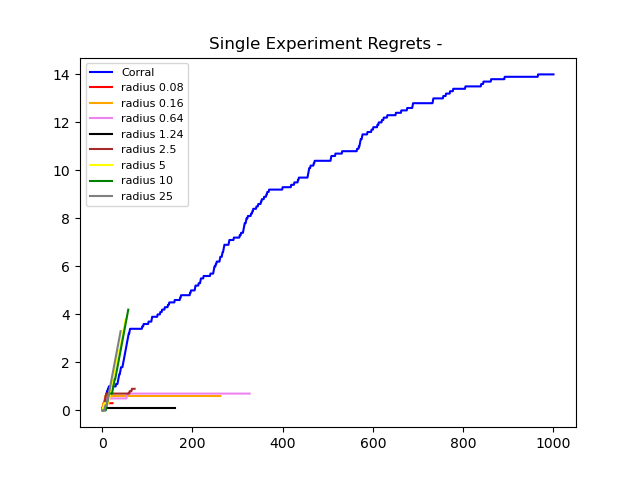 Single Experiment Regrets -
14
12
10
8
6
4
2
0
Corral
radius 0.08
radius 0.16
radius 0.64
radius 1.24
radius 2.5
radius 5
radius 10
radius 25
0 200 400 600 800 1000